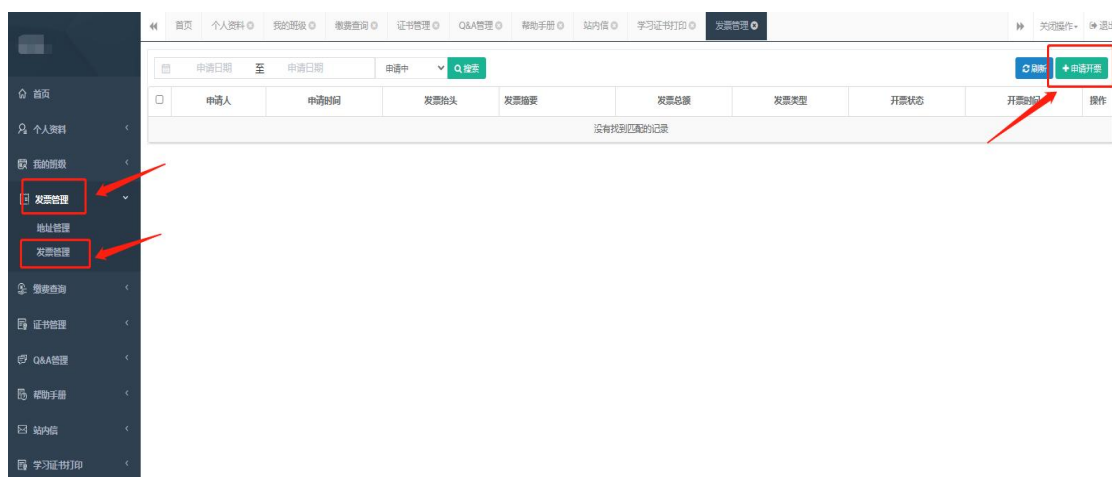 首页 个人资料 我的班级 缴费查询 证书管理 Q&A管理 帮助手册 站内信 学习证书打印 发票管理 关闭操作 退出
申请日期 至 申请日期 申请中 搜索 刷新 +申请开票
申请人 申请时间 发票抬头 发票摘要 发票总额 发票类型 开票状态 开票时间 操作
没有找到匹配的记录
首页
个人资料
我的班级
发票管理
地址管理
发票管理
缴费查询
证书管理
Q&A管理
帮助手册
站内信
学习证书打印